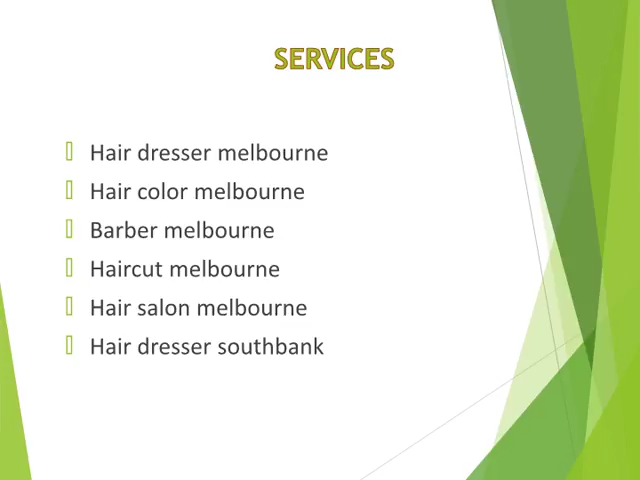 SERVICES
Hair dresser melbourne
Hair color melbourne
Barber melbourne
Haircut melbourne
Hair salon melbourne
Hair dresser southbank